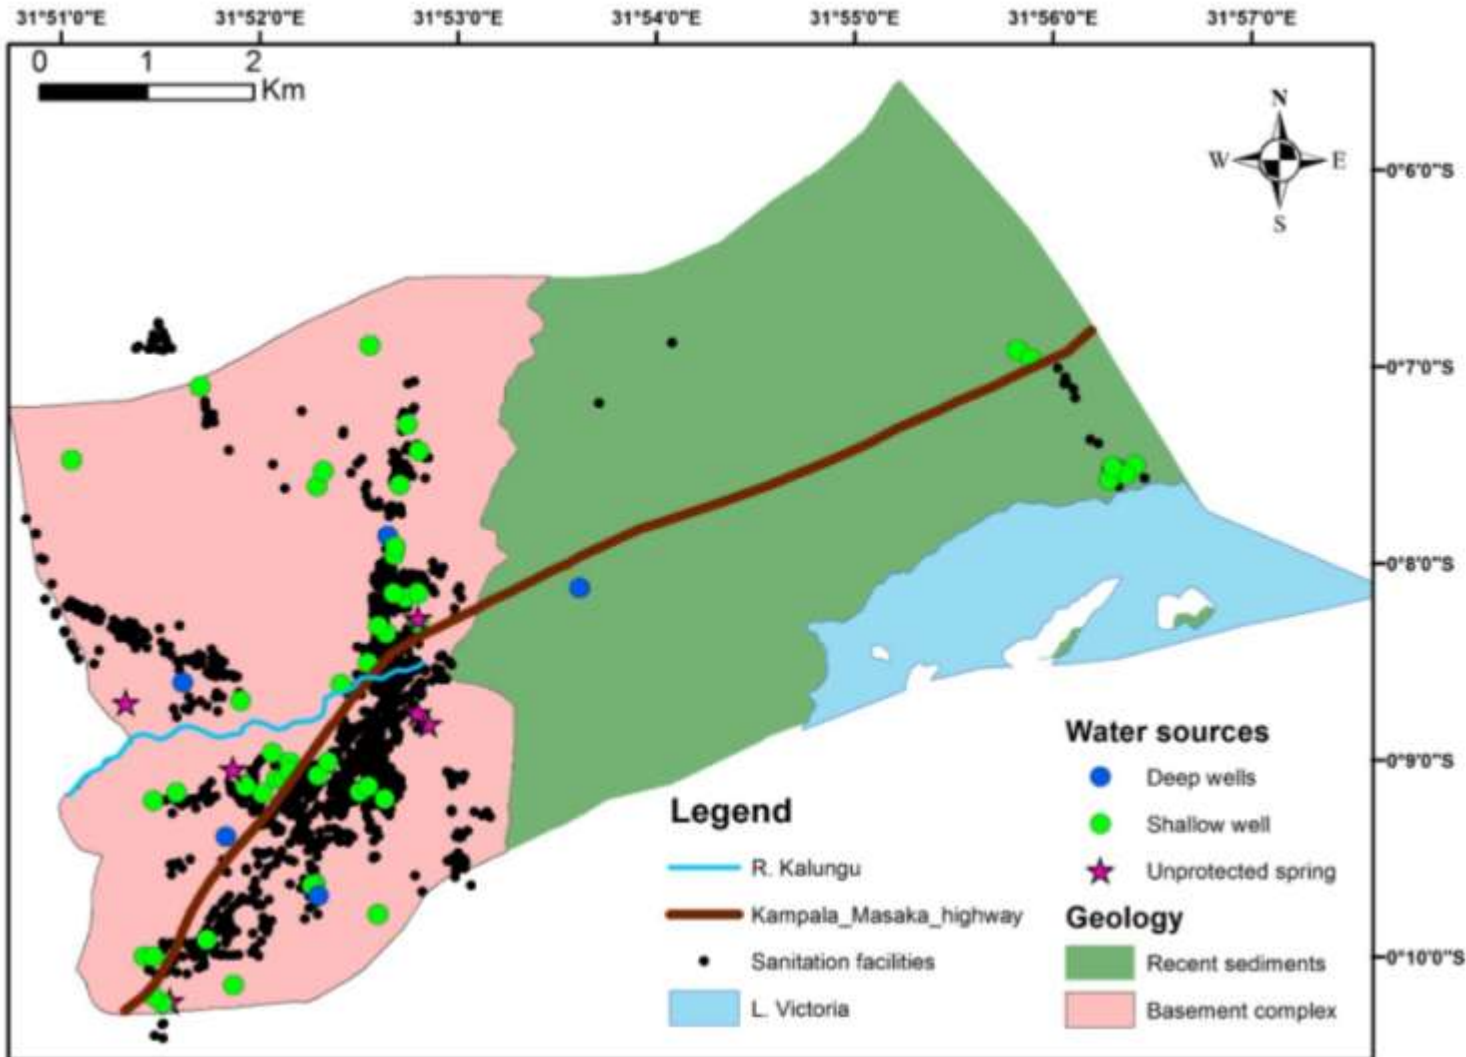 31°51'0"E 31°52'0"E 31°53'0"E 31°54'0"E 31°55'0"E 31°56'0"E 31°57'0"E
0 1 2
Km
N
W E
S
0°6'0"S
0°7'0"S
0°8'0"S
0°9'0"S
0°10'0"S
Legend
R. Kalungu
Kampala_Masaka_highway
Sanitation facilities
L. Victoria
Water sources
Deep wells
Shallow well
Unprotected spring
Geology
Recent sediments
Basement complex